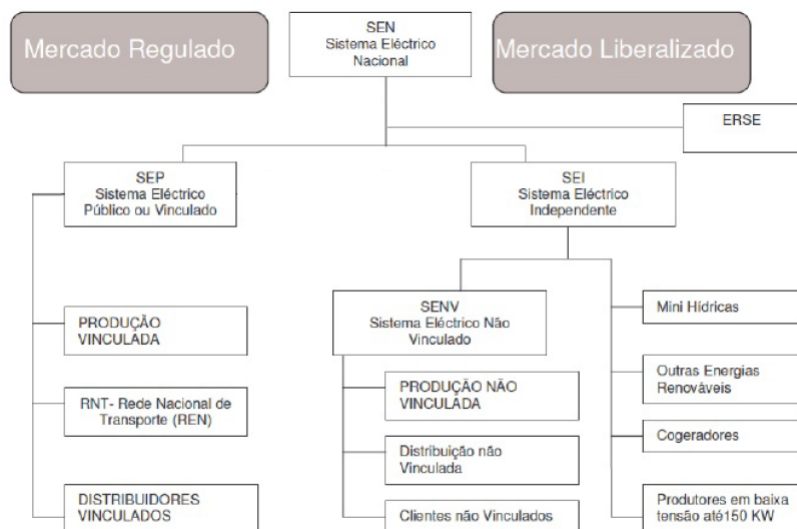 Mercado Regulado
SEN
Sistema Eléctrico
Nacional
Mercado Liberalizado
ERSE
SEP
Sistema Eléctrico
Público ou Vinculado
SEI
Sistema Eléctrico
Independente
PRODUÇÃO
VINCULADA
RNT- Rede Nacional de
Transporte (REN)
DISTRIBUIDORES
VINCULADOS
SENV
Sistema Eléctrico Não
Vinculado
PRODUÇÃO NÃO
VINCULADA
Distribuição não
Vinculada
Clientes não Vinculados
Mini Hídricas
Outras Energias
Renováveis
Cogeradores
Produtores em baixa
tensão até150 KW